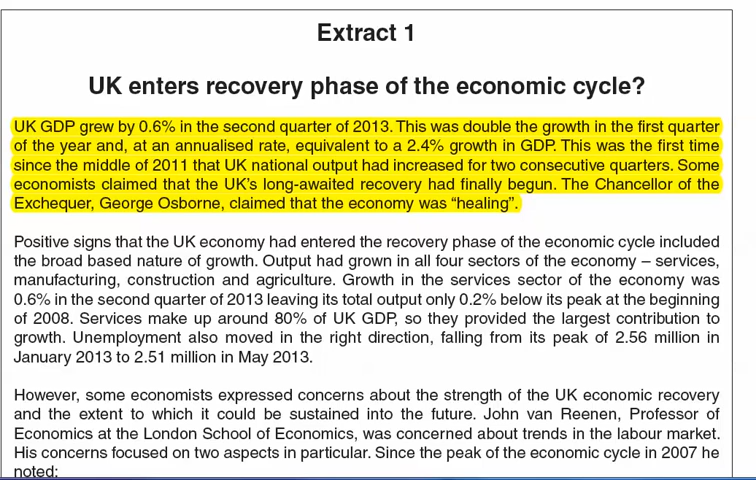 Extract 1
UK enters recovery phase of the economic cycle?
UK GDP grew by 0.6% in the second quarter of 2013. This was double the growth in the first quarter
of the year and, at an annualised rate, equivalent to a 2.4% growth in GDP. This was the first time
since the middle of 2011 that UK national output had increased for two consecutive quarters. Some
economists claimed that the UK's long-awaited recovery had finally begun. The Chancellor of the
Exchequer, George Osborne, claimed that the economy was “healing”.
Positive signs that the UK economy had entered the recovery phase of the economic cycle included
the broad based nature of growth. Output had grown in all four sectors of the economy – services,
manufacturing, construction and agriculture. Growth in the services sector of the economy was
0.6% in the second quarter of 2013 leaving its total output only 0.2% below its peak at the beginning
of 2008. Services make up around 80% of UK GDP, so they provided the largest contribution to
growth. Unemployment also moved in the right direction, falling from its peak of 2.56 million in
January 2013 to 2.51 million in May 2013.
However, some economists expressed concerns about the strength of the UK economic recovery
and the extent to which it could be sustained into the future. John van Reenen, Professor of
Economics at the London School of Economics, was concerned about trends in the labour market.
His concerns focused on two aspects in particular. Since the peak of the economic cycle in 2007 he
noted: